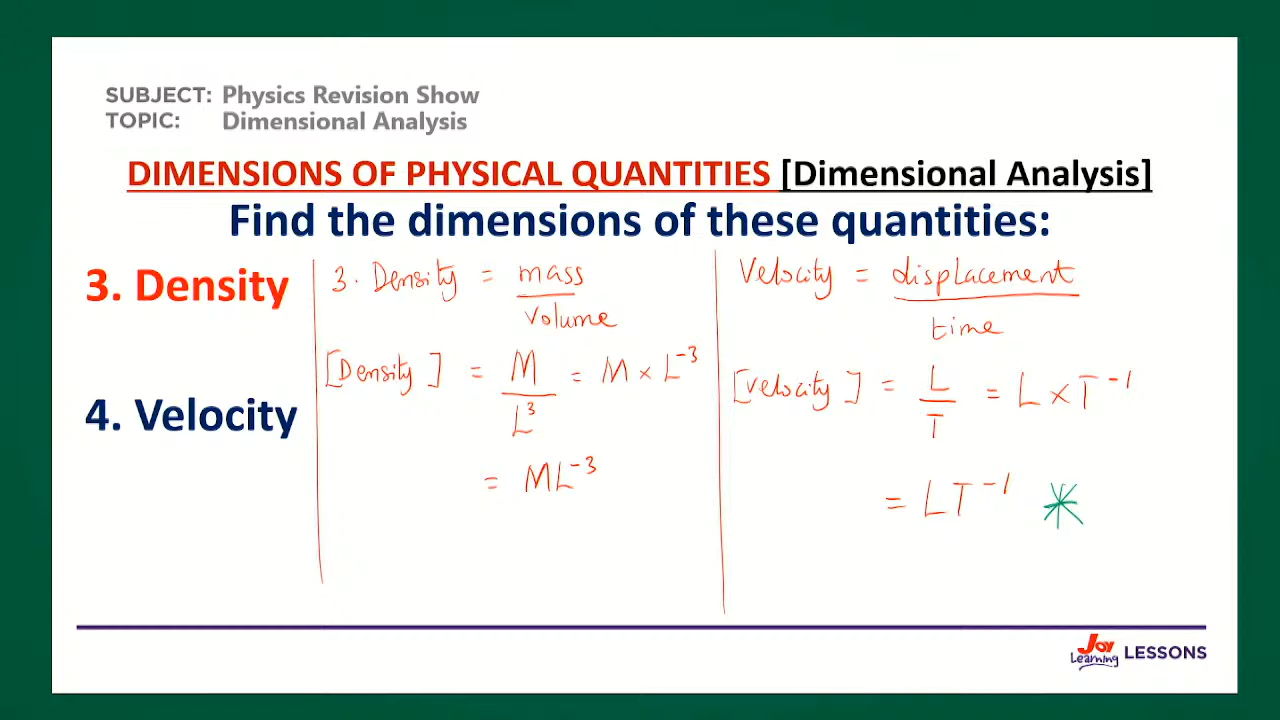 SUBJECT: Physics Revision Show
TOPIC: Dimensional Analysis
DIMENSIONS OF PHYSICAL QUANTITIES [Dimensional Analysis]
Find the dimensions of these quantities:
3. Density
4. Velocity
3. Density = mass / volume
[Density] = M / L³ = M × L⁻³
= ML⁻³
Velocity = displacement / time
[velocity] = L / T = L × T⁻¹
= LT⁻¹ *
Joy Learning LESSONS